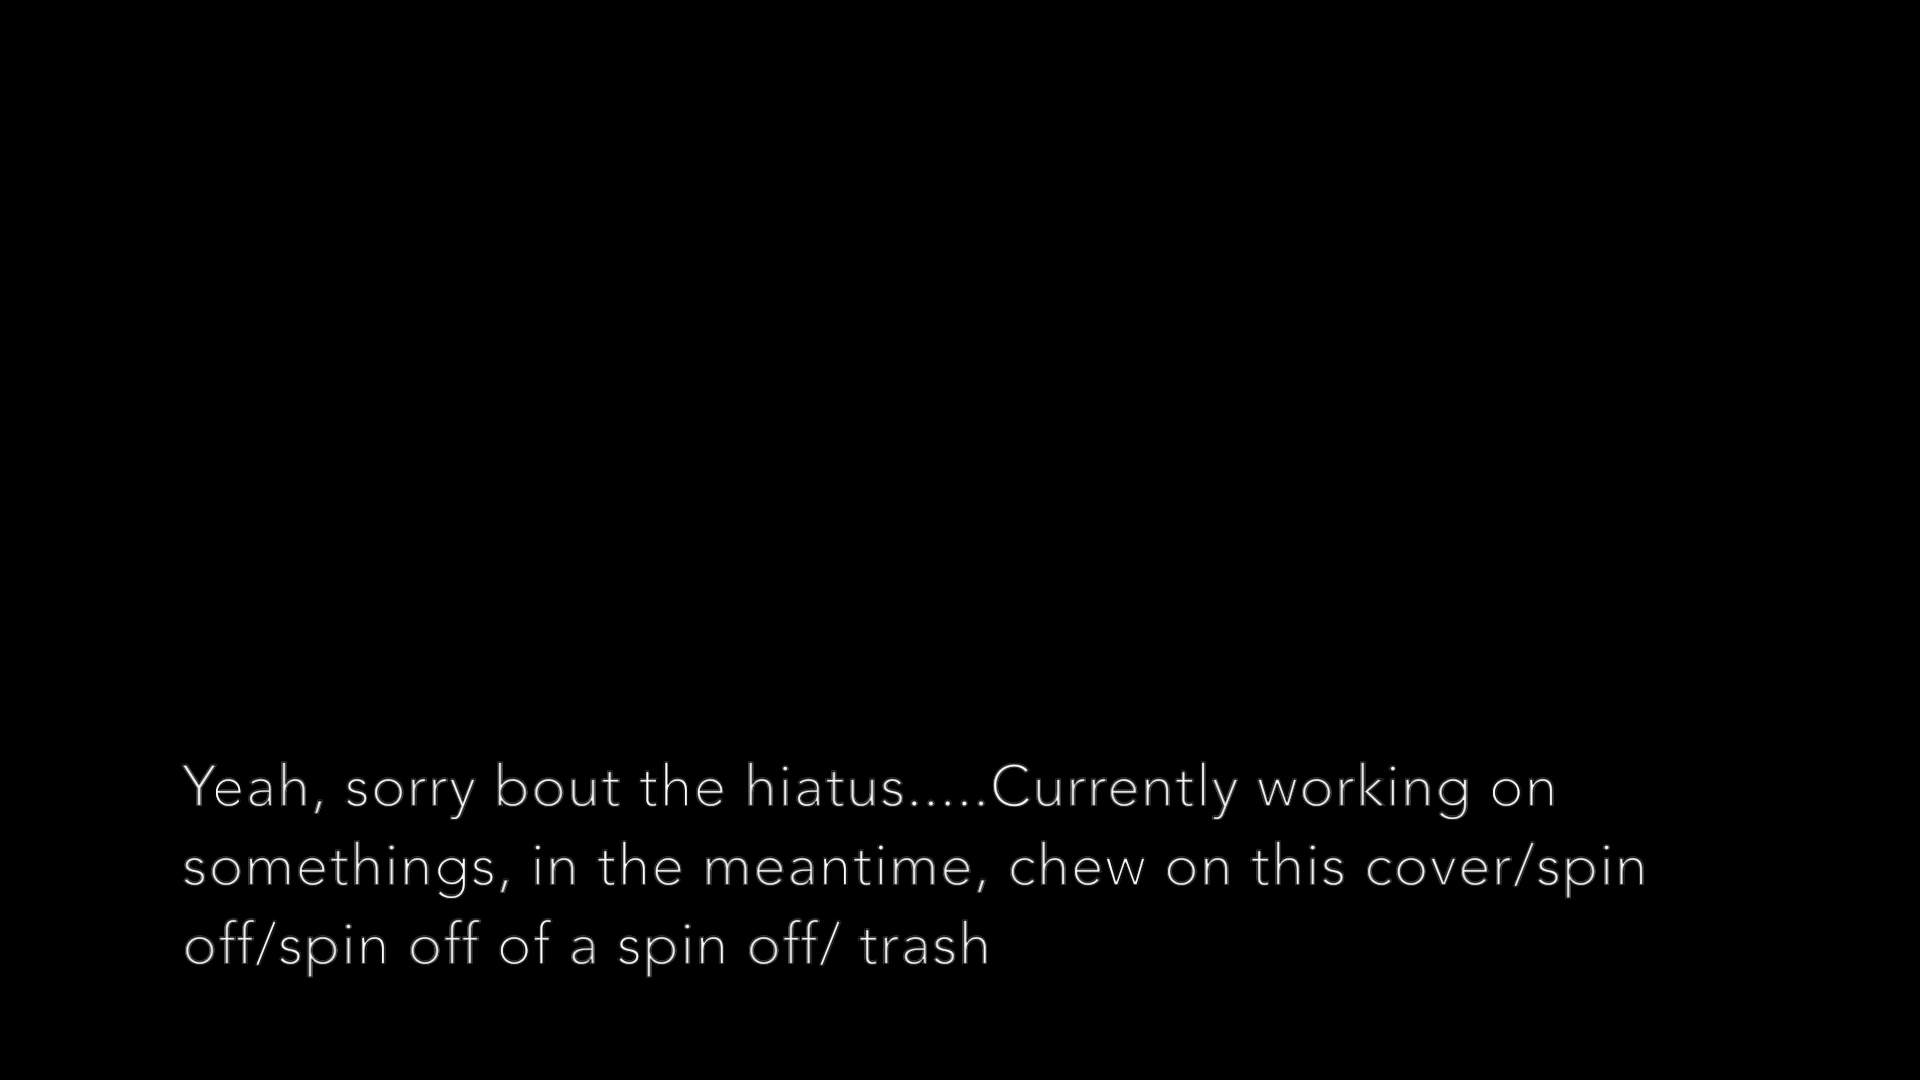 Yeah, sorry bout the hiatus.....Currently working on
somethings, in the meantime, chew on this cover/spin
off/spin off of a spin off/ trash